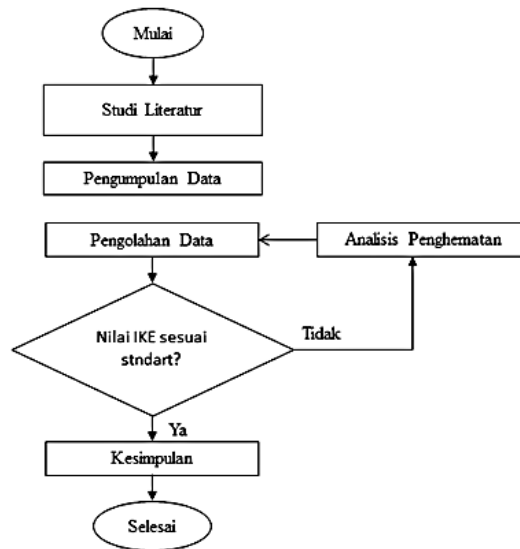 Mulai
Studi Literatur
Pengumpulan Data
Pengolahan Data
Analisis Penghematan
Nilai IKE sesuai
stndart?
Tidak
Ya
Kesimpulan
Selesai